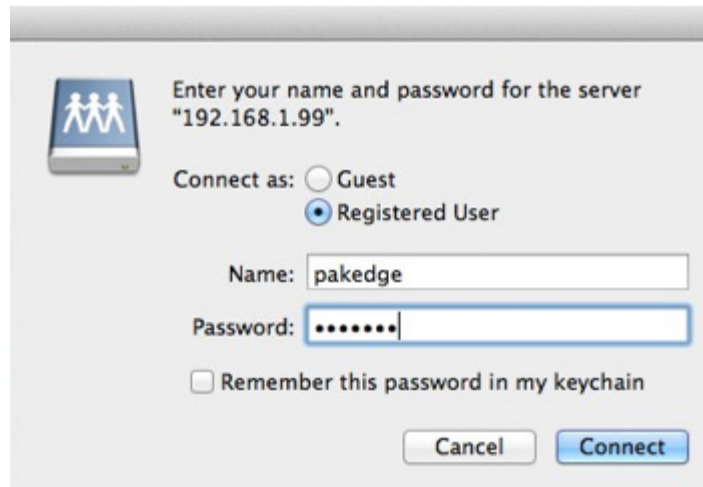 Enter your name and password for the server
"192.168.1.99".
Connect as: Guest
Registered User
Name: pakedge
Password: •••••••
Remember this password in my keychain
Cancel Connect